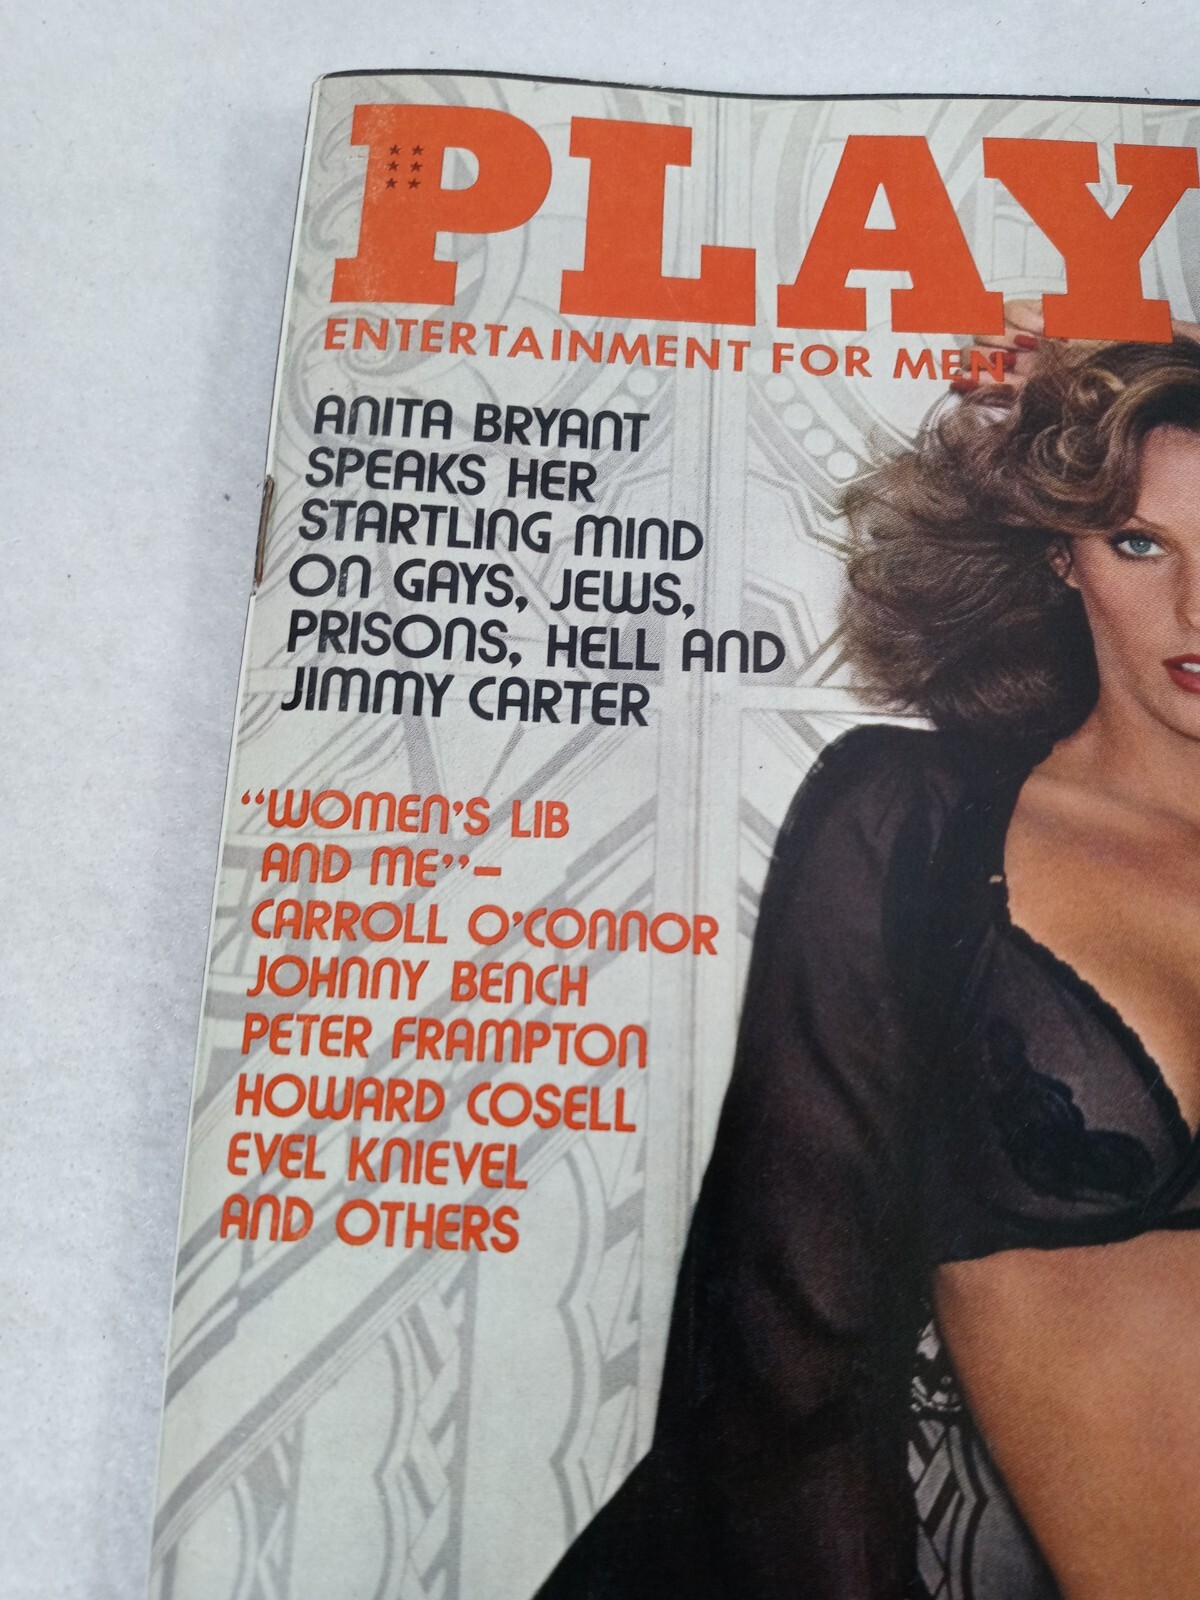 PLAY
ENTERTAINMENT FOR MEN
ANITA BRYANT
SPEAKS HER
STARTLING MIND
ON GAYS, JEWS,
PRISONS, HELL AND
JIMMY CARTER
“WOMEN’S LIB
AND ME”–
CARROLL O’CONNOR
JOHNNY BENCH
PETER FRAMPTON
HOWARD COSELL
EVEL KNIEVEL
AND OTHERS